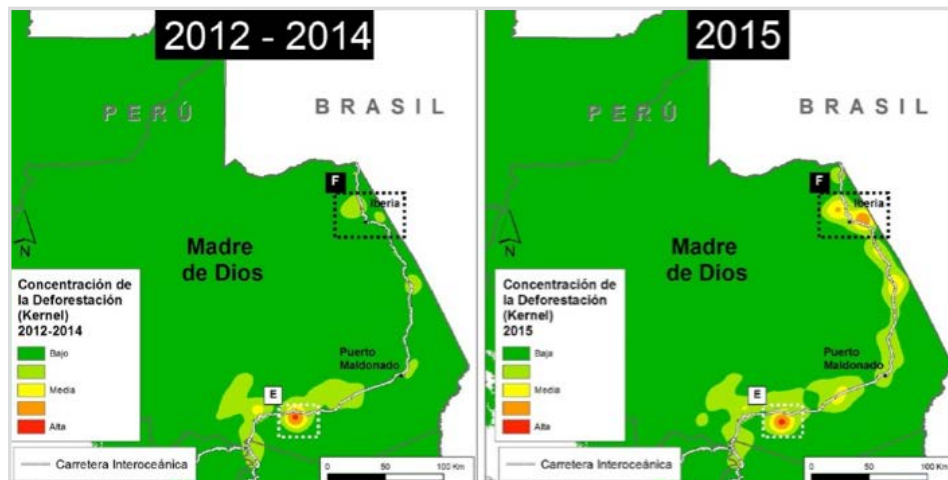 2012 - 2014
PERÚ
BRASIL
F
Iberia
N
Madre
de Dios
Concentración de
la Deforestación
(Kernel)
2012-2014
Bajo
Media
Alta
Puerto
Maldonado
E
Carretera Interoceánica
0 50 100 Km
2015
PERÚ
BRASIL
F
Iberia
N
Madre
de Dios
Concentración de
la Deforestación
(Kernel)
2015
Baja
Media
Alta
Puerto
Maldonado
E
Carretera Interoceánica
0 50 100 Km